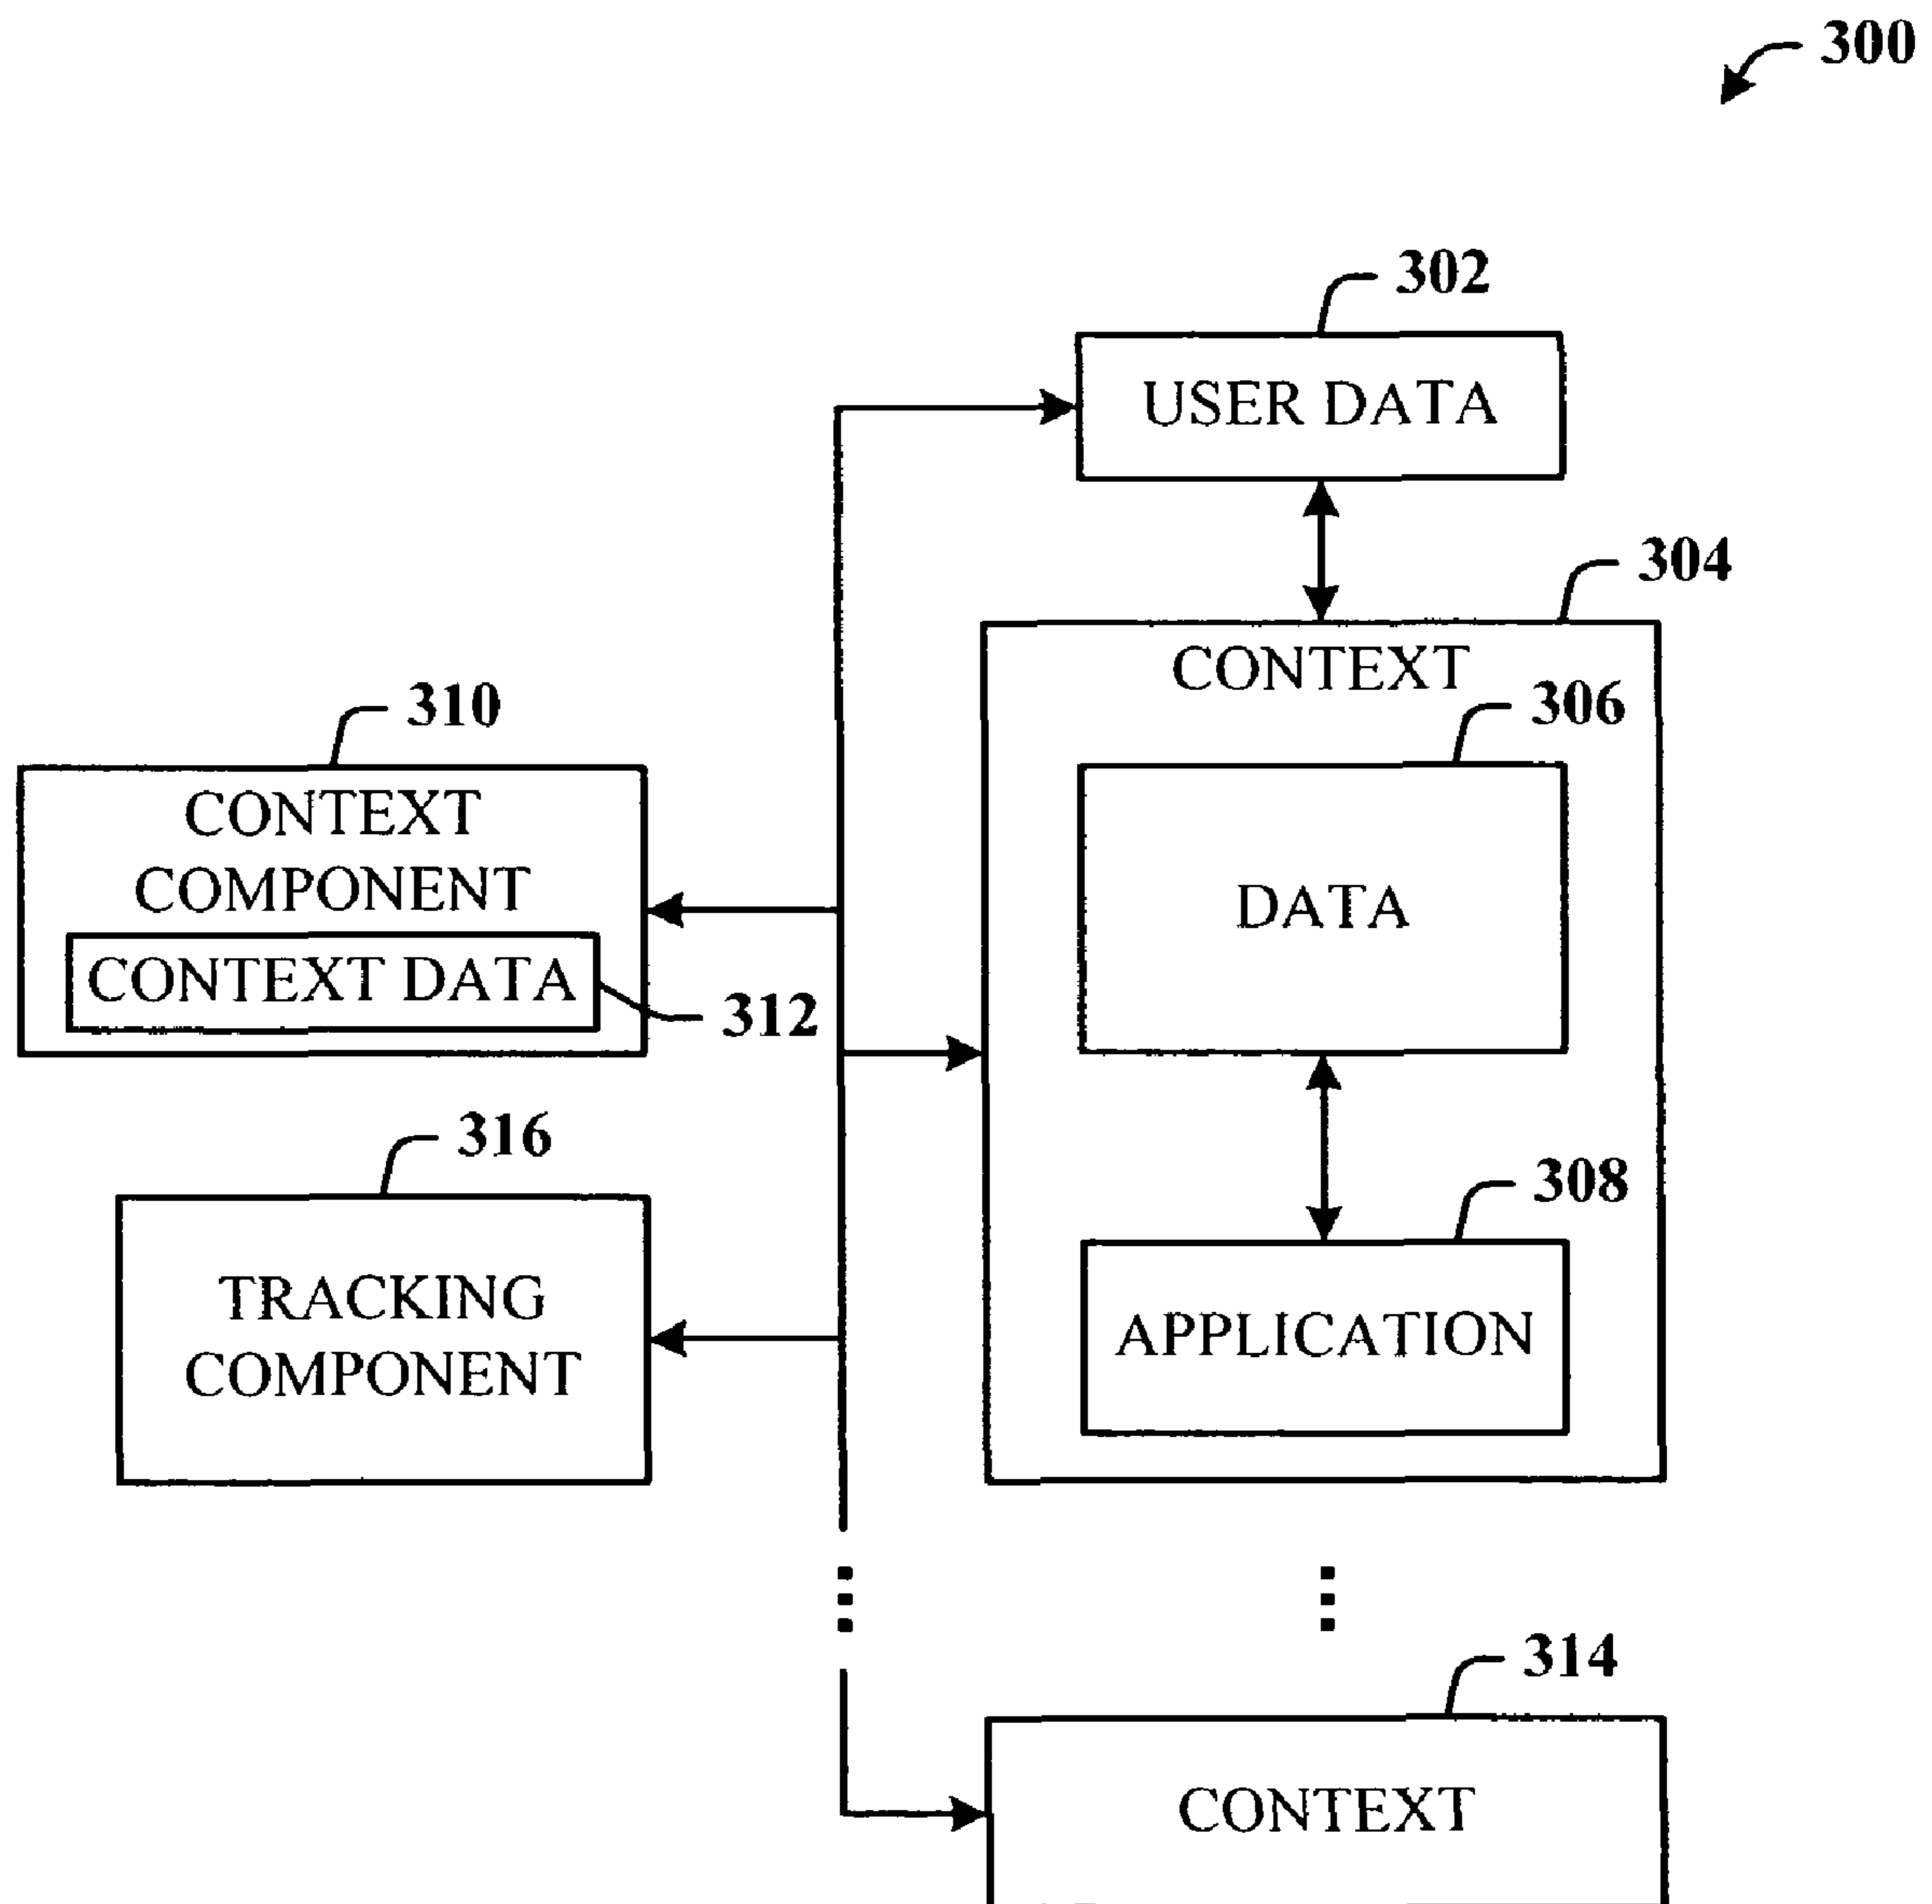 300
302
USER DATA
304
CONTEXT
306
DATA
308
APPLICATION
310
CONTEXT
COMPONENT
CONTEXT DATA
312
316
TRACKING
COMPONENT
314
CONTEXT